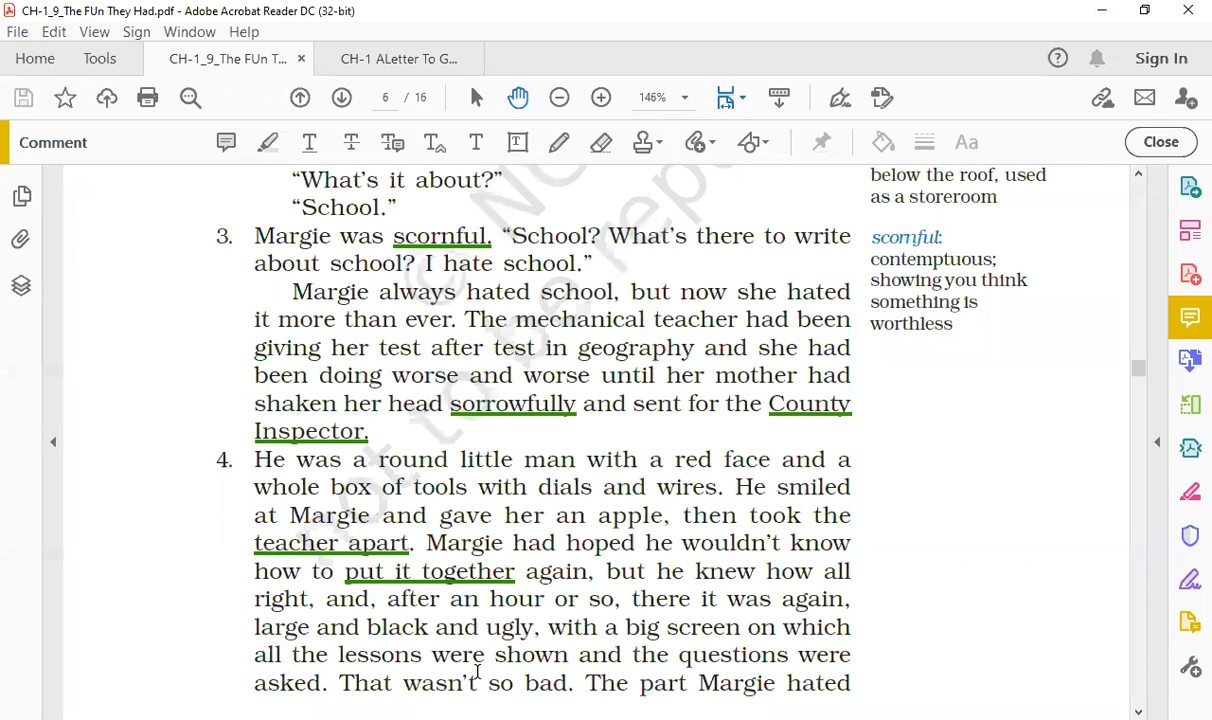 CH-1_9_The FUn They Had.pdf - Adobe Acrobat Reader DC (32-bit)
File Edit View Sign Window Help
Home Tools CH-1_9_The FUn T... × CH-1 ALetter To G... Sign In
6 / 16 146%
Comment T T T T T Aa Close
“What’s it about?”
“School.”
3. Margie was scornful. “School? What’s there to write
about school? I hate school.”
Margie always hated school, but now she hated
it more than ever. The mechanical teacher had been
giving her test after test in geography and she had
been doing worse and worse until her mother had
shaken her head sorrowfully and sent for the County
Inspector.
4. He was a round little man with a red face and a
whole box of tools with dials and wires. He smiled
at Margie and gave her an apple, then took the
teacher apart. Margie had hoped he wouldn’t know
how to put it together again, but he knew how all
right, and, after an hour or so, there it was again,
large and black and ugly, with a big screen on which
all the lessons were shown and the questions were
asked. That wasn’t so bad. The part Margie hated
below the roof, used
as a storeroom
scornful:
contemptuous;
showing you think
something is
worthless
not to be repu